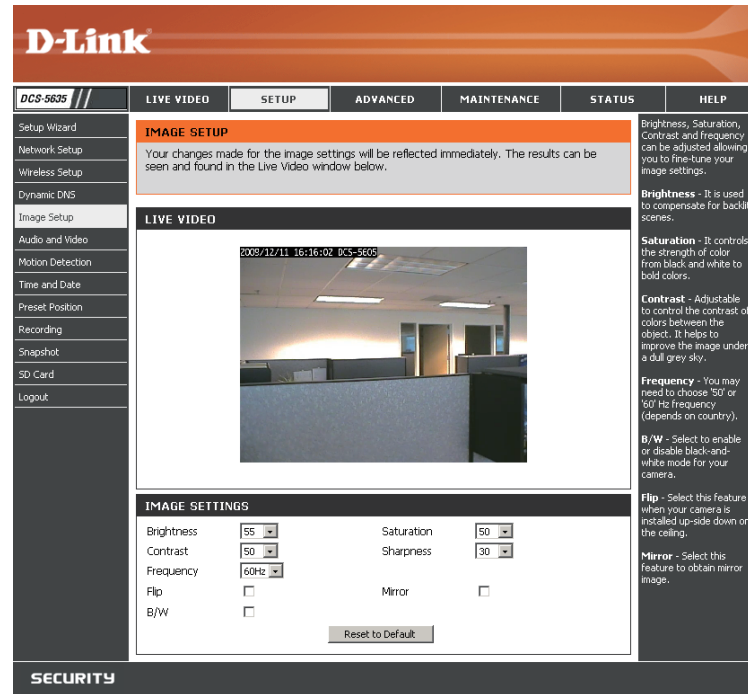 D-Link
DCS-5635
LIVE VIDEO
SETUP
ADVANCED
MAINTENANCE
STATUS
HELP
Setup Wizard
Network Setup
Wireless Setup
Dynamic DNS
Image Setup
Audio and Video
Motion Detection
Time and Date
Preset Position
Recording
Snapshot
SD Card
Logout
IMAGE SETUP
Your changes made for the image settings will be reflected immediately. The results can be
seen and found in the Live Video window below.
LIVE VIDEO
2009/12/11 16:16:02 DCS-5605
IMAGE SETTINGS
Brightness 55 Saturation 50
Contrast 50 Sharpness 30
Frequency 60Hz
Flip Mirror
B/W
Reset to Default
Brightness, Saturation,
Contrast and frequency
can be adjusted allowing
you to fine-tune your
image settings.
Brightness - It is used
to compensate for backlit
scenes.
Saturation - It controls
the strength of color
from black and white to
bold colors.
Contrast - Adjustable
to control the contrast of
colors between the
object. It helps to
improve the image under
a dull grey sky.
Frequency - You may
need to choose '50' or
'60' Hz frequency
(depends on country).
B/W - Select to enable
or disable black-and-
white mode for your
camera.
Flip - Select this feature
when your camera is
installed up-side down on
the ceiling.
Mirror - Select this
feature to obtain mirror
image.
SECURITY